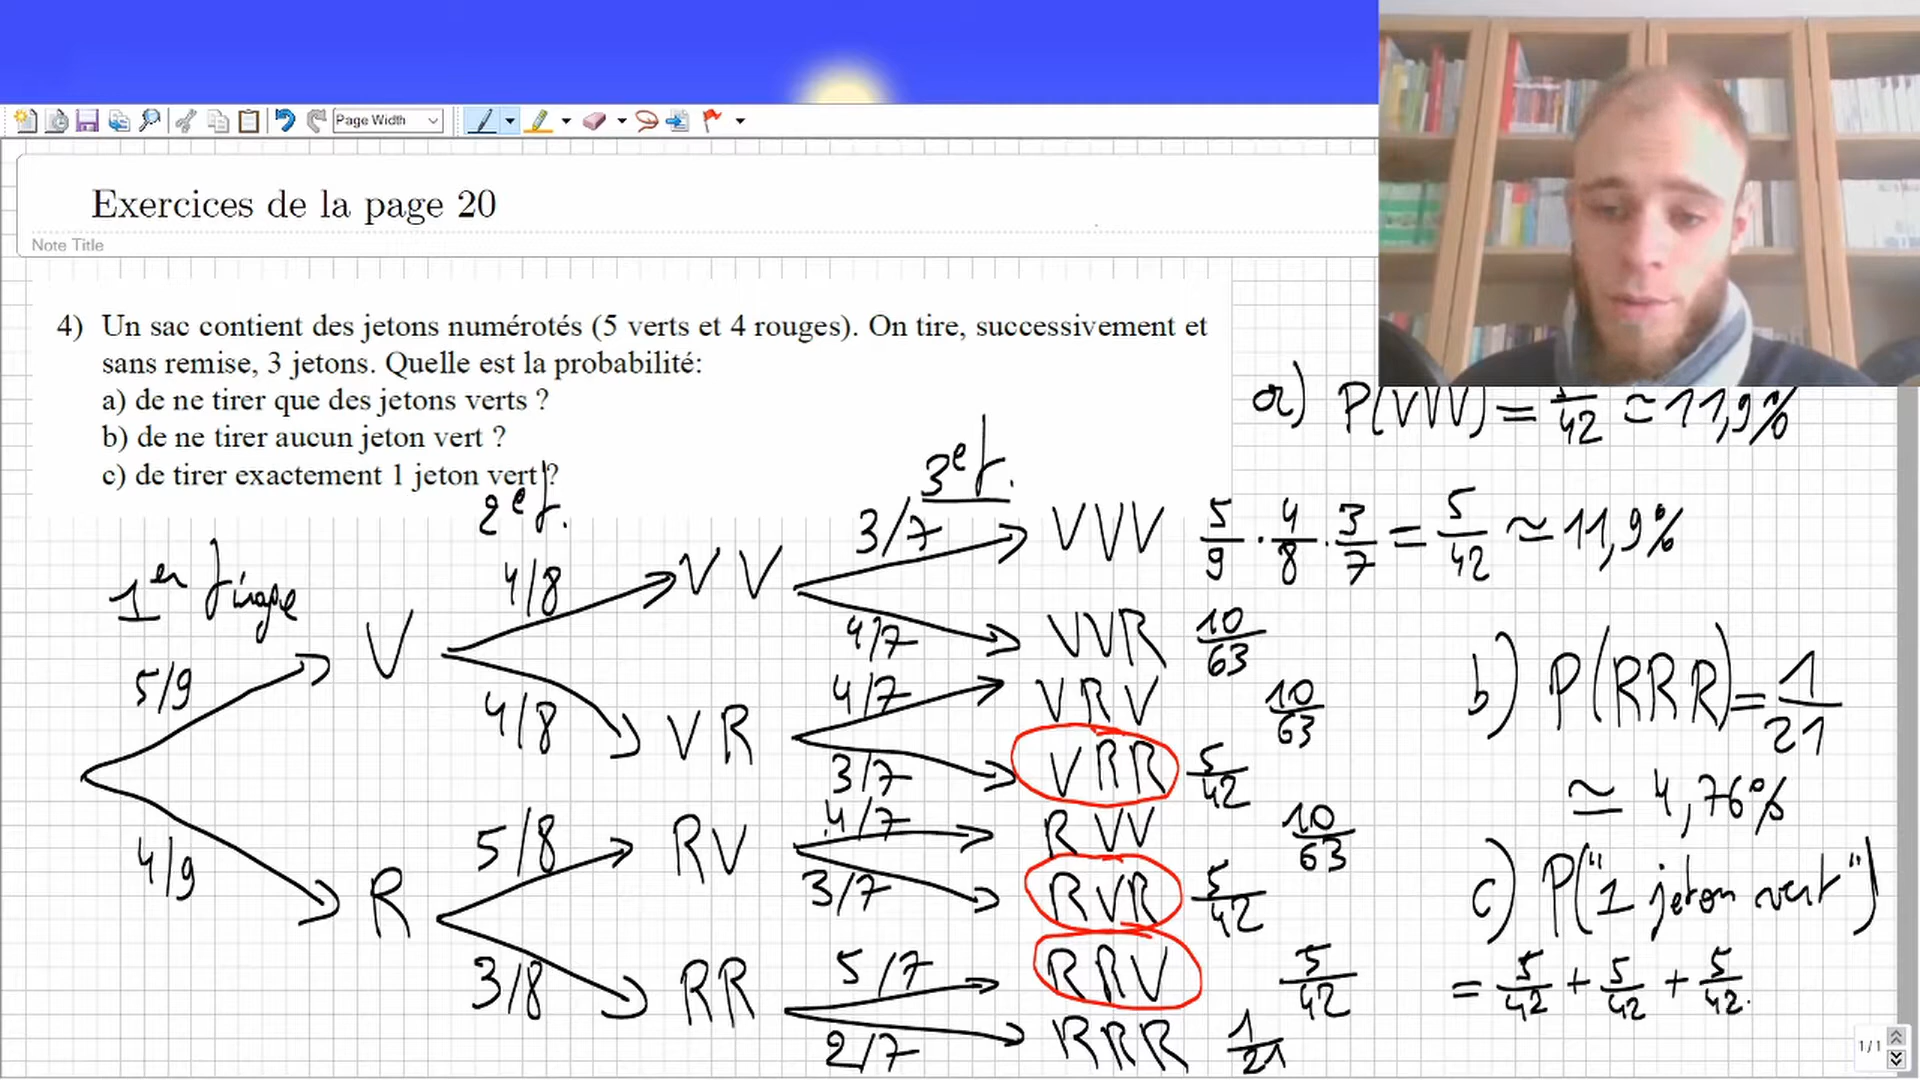 Page Width
Exercices de la page 20
Note Title
4) Un sac contient des jetons numérotés (5 verts et 4 rouges). On tire, successivement et
sans remise, 3 jetons. Quelle est la probabilité:
a) de ne tirer que des jetons verts ?
b) de ne tirer aucun jeton vert ?
c) de tirer exactement 1 jeton vert ?
1er tirage
2e t.
3e t.
5/9 V
4/9 R
4/8 VV
4/8 VR
5/8 RV
3/8 RR
3/7 VVV 5/9 · 4/8 · 3/7 = 5/42 ≃ 11,9%
4/7 VVR 10/63
4/7 VRV 10/63
3/7 VRR 5/42
4/7 RVV 10/63
3/7 RVR 5/42
5/7 RRV 5/42
2/7 RRR 1/21
a) P(VVV) = /42 ≃ 11,9%
b) P(RRR) = 1/21
≃ 4,76%
c) P("1 jeton vert")
= 5/42 + 5/42 + 5/42
1/1